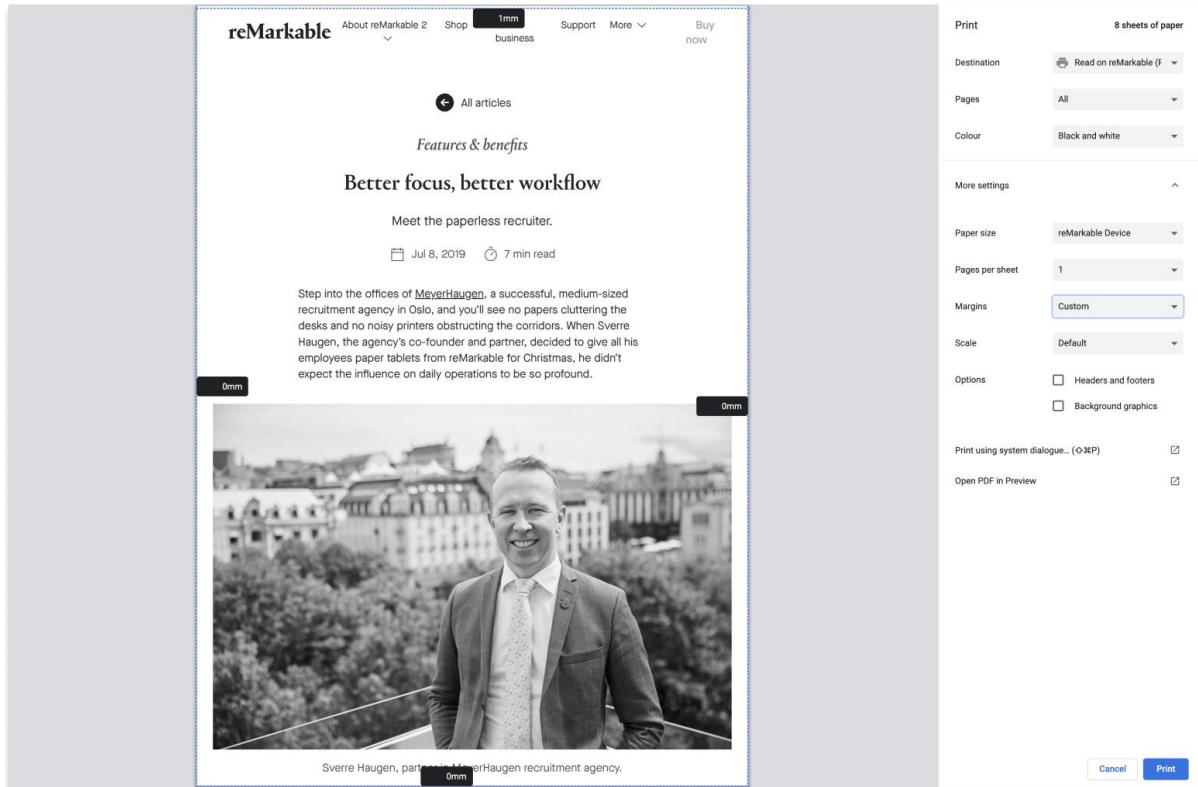 reMarkable
About reMarkable 2
Shop
1mm
business
Support
More
Buy
now
All articles
Features & benefits
Better focus, better workflow
Meet the paperless recruiter.
Jul 8, 2019 7 min read
Step into the offices of MeyerHaugen, a successful, medium-sized
recruitment agency in Oslo, and you'll see no papers cluttering the
desks and no noisy printers obstructing the corridors. When Sverre
Haugen, the agency's co-founder and partner, decided to give all his
employees paper tablets from reMarkable for Christmas, he didn't
expect the influence on daily operations to be so profound.
0mm
0mm
Sverre Haugen, part erHaugen recruitment agency.
0mm
Print 8 sheets of paper
Destination Read on reMarkable (F
Pages All
Colour Black and white
More settings
Paper size reMarkable Device
Pages per sheet 1
Margins Custom
Scale Default
Options Headers and footers
Background graphics
Print using system dialogue... (⇧⌘P)
Open PDF in Preview
Cancel Print